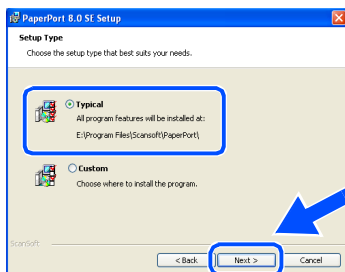 PaperPort 8.0 SE Setup
Setup Type
Choose the setup type that best suits your needs.
Typical
All program features will be installed at:
E:\Program Files\Scansoft\PaperPort\
Custom
Choose where to install the program.
ScanSoft
< Back Next > Cancel